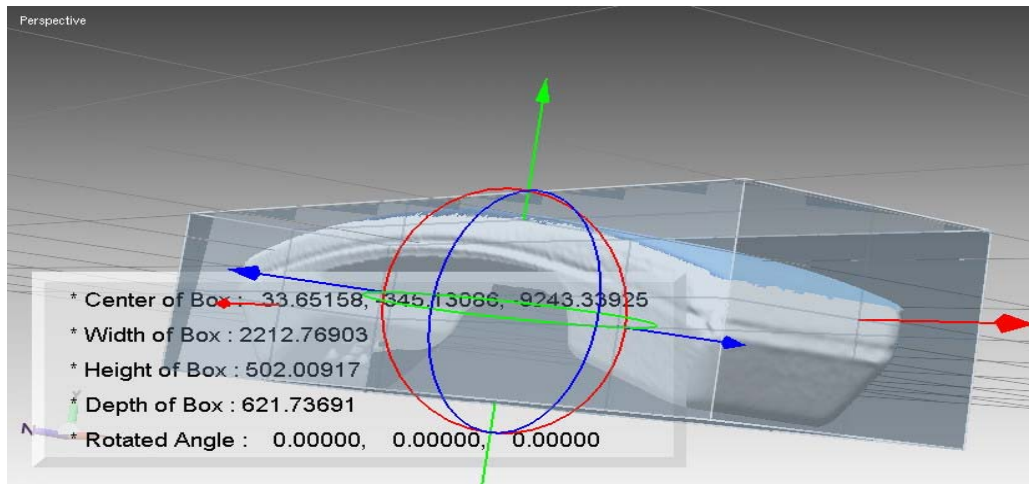 Perspective
* Center of Box : 33.65158, -345.13086, -9243.33925
* Width of Box : 2212.76903
* Height of Box : 502.00917
* Depth of Box : 621.73691
* Rotated Angle : 0.00000, 0.00000, 0.00000